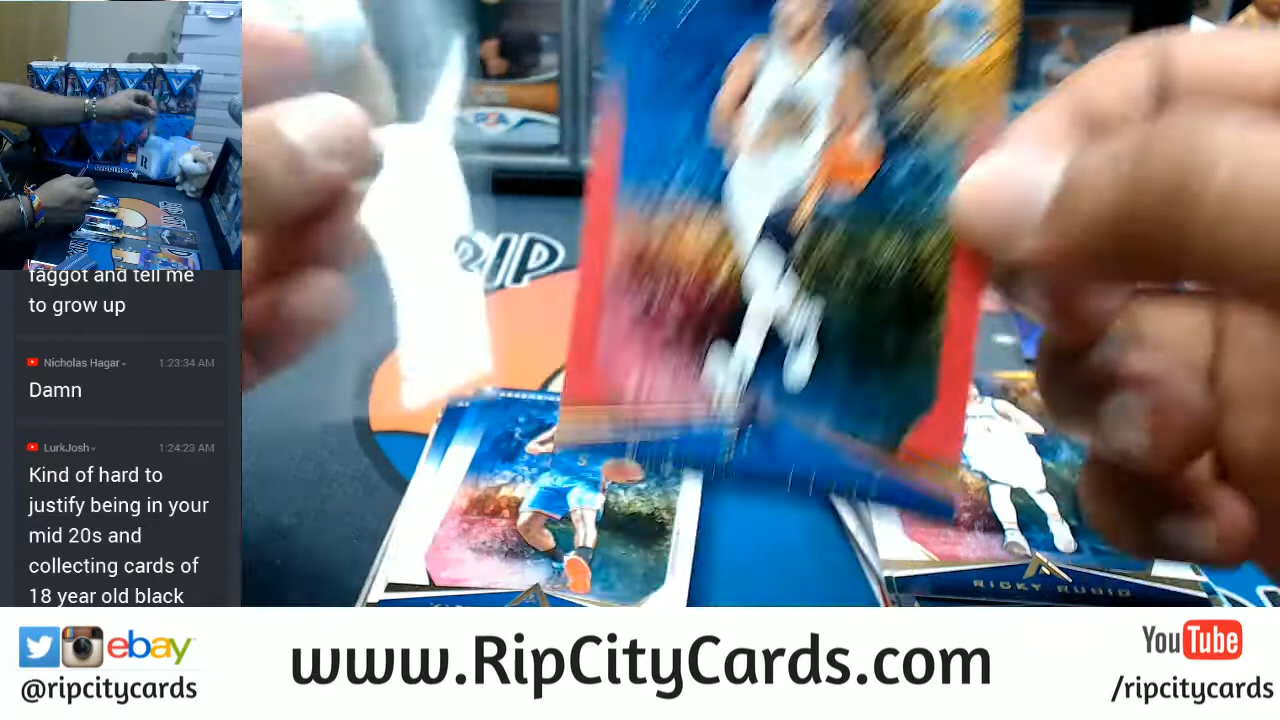 faggot and tell me
to grow up
Nicholas Hagar
1:23:34 AM
Damn
LurkJosh
1:24:23 AM
Kind of hard to
justify being in your
mid 20s and
collecting cards of
18 year old black
RIP
RICKY RUBIO
ebay
@ripcitycards
www.RipCityCards.com
YouTube
/ripcitycards